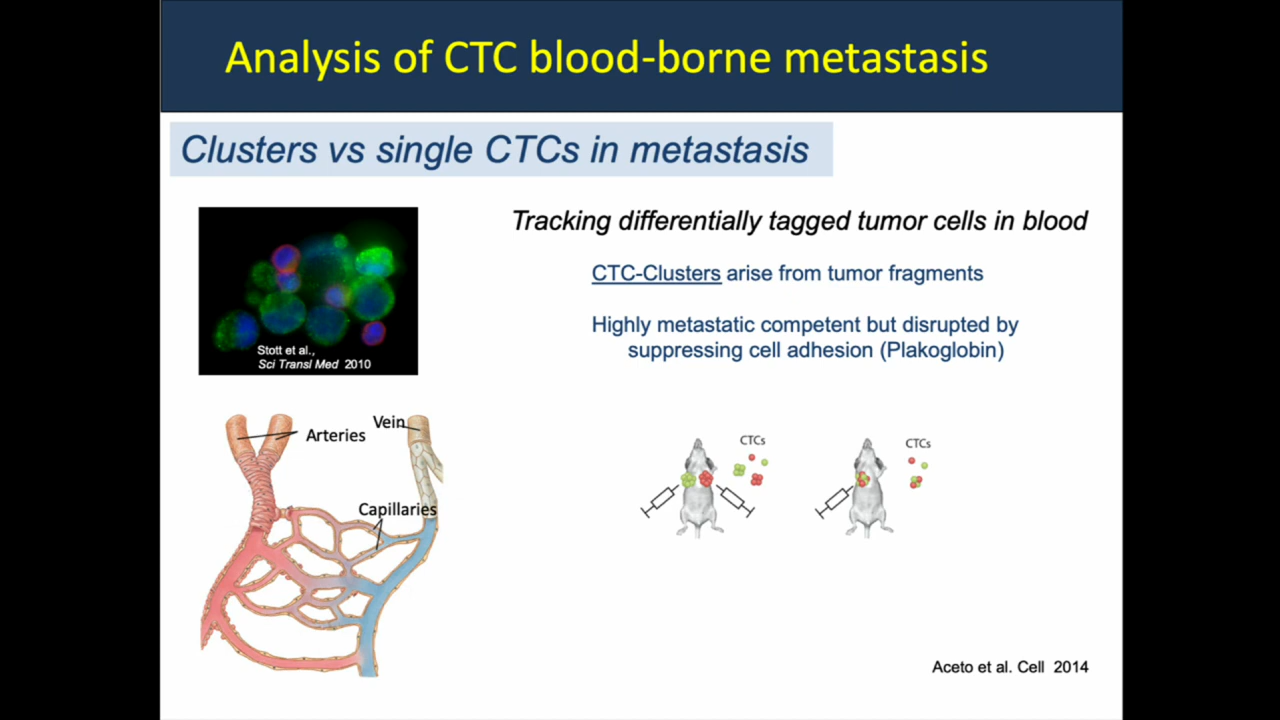 Analysis of CTC blood-borne metastasis
Clusters vs single CTCs in metastasis
Stott et al.,
Sci Transl Med 2010
Tracking differentially tagged tumor cells in blood
CTC-Clusters arise from tumor fragments
Highly metastatic competent but disrupted by
suppressing cell adhesion (Plakoglobin)
Arteries
Vein
Capillaries
CTCs
CTCs
Aceto et al. Cell 2014